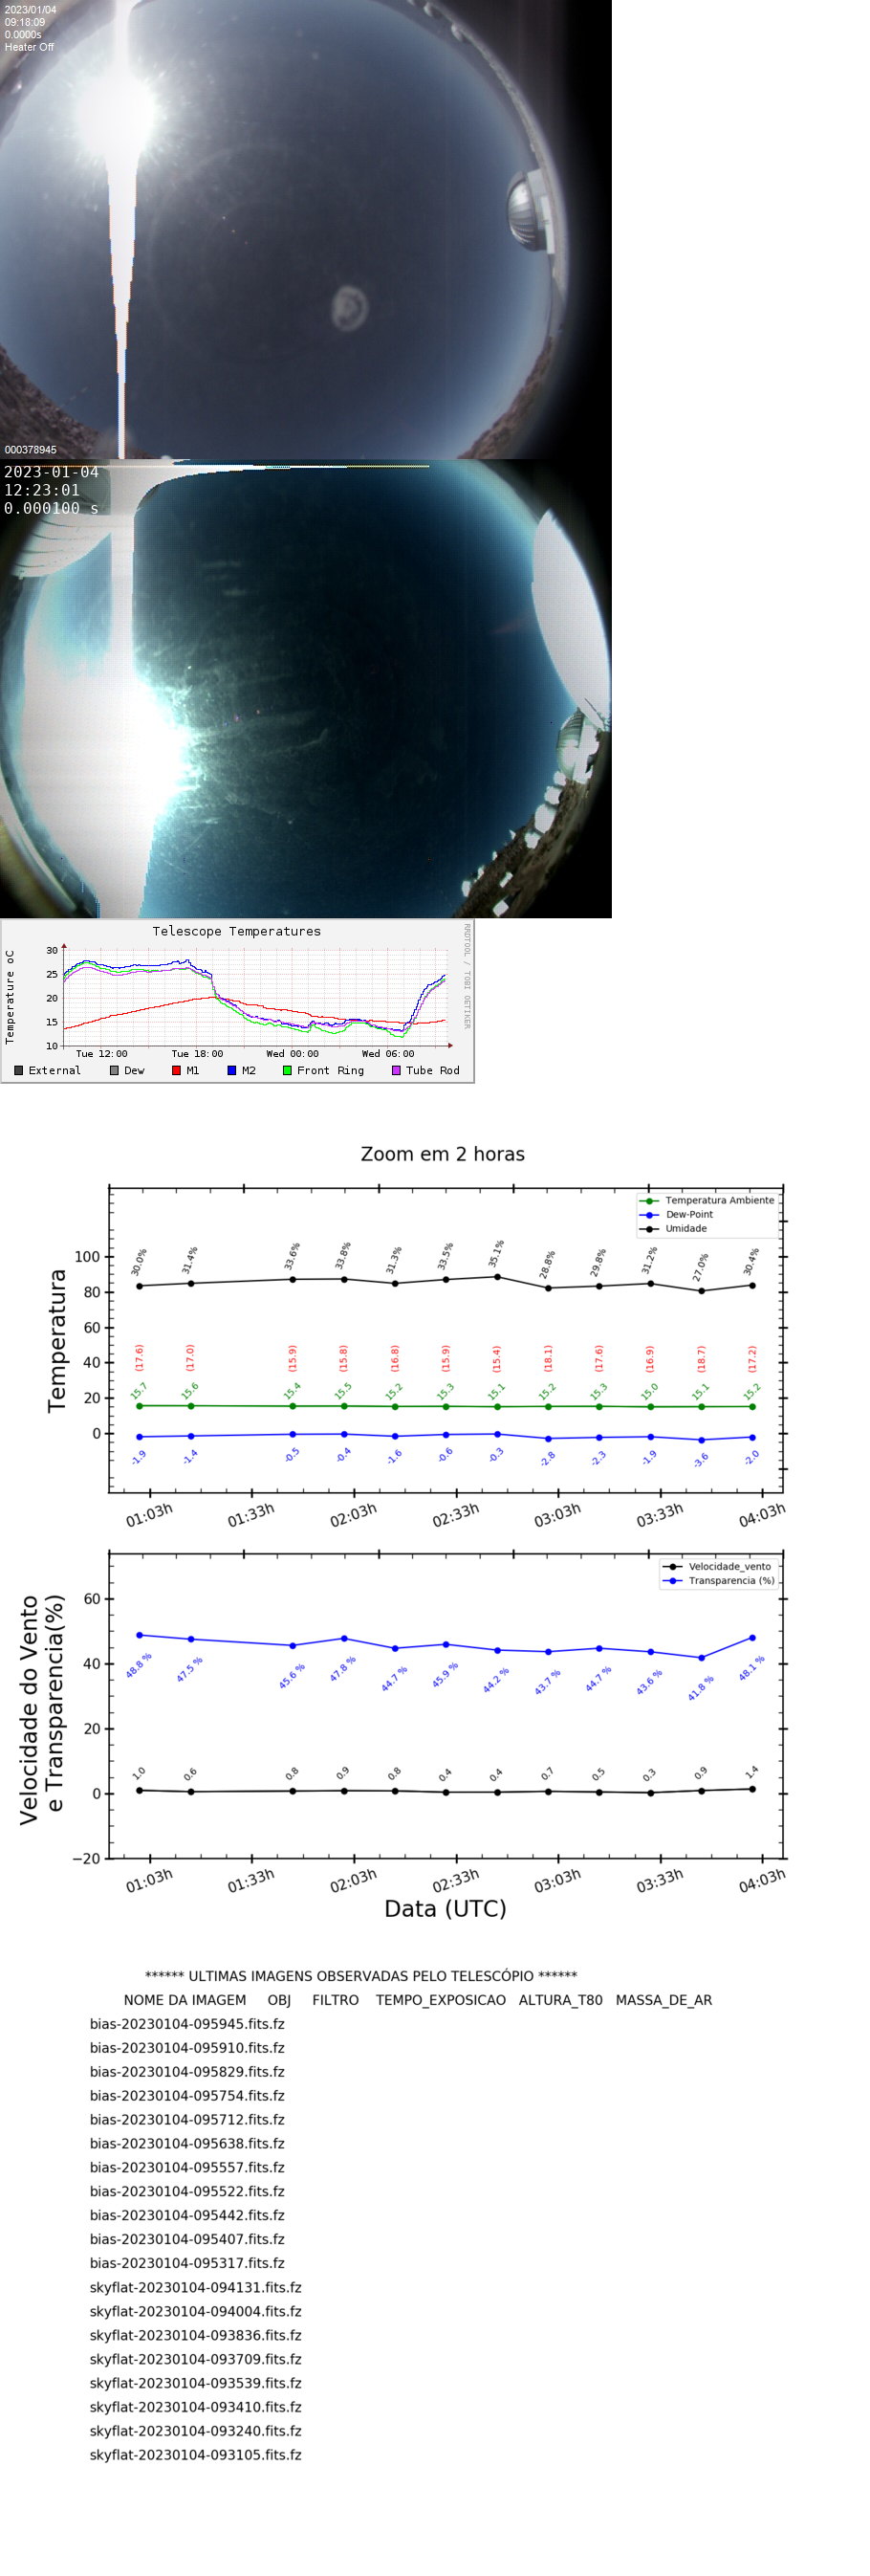 2023/01/04
09:18:09
0.0000s
Heater Off
000378945
2023-01-04
12:23:01
0.000100 s
Telescope Temperatures
RRDTOOL / TOBI OETIKER
Temperature oC
30
25
20
15
10
Tue 12:00 Tue 18:00 Wed 00:00 Wed 06:00
External Dew M1 M2 Front Ring Tube Rod
Zoom em 2 horas
Temperatura Ambiente
Dew-Point
Umidade
Temperatura
100
80
60
40
20
0
30.0% 31.4% 33.6% 33.8% 31.3% 33.5% 35.1% 28.8% 29.8% 31.2% 27.0% 30.4%
(17.6) (17.0) (15.9) (15.8) (16.8) (15.9) (15.4) (18.1) (17.6) (16.9) (18.7) (17.2)
15.7 15.6 15.4 15.5 15.2 15.3 15.1 15.2 15.3 15.0 15.1 15.2
-1.9 -1.4 -0.5 -0.4 -1.6 -0.6 -0.3 -2.8 -2.3 -1.9 -3.6 -2.0
01:03h 01:33h 02:03h 02:33h 03:03h 03:33h 04:03h
Velocidade_vento
Transparencia (%)
Velocidade do Vento
e Transparencia(%)
60
40
20
0
−20
48.8 % 47.5 % 45.6 % 47.8 % 44.7 % 45.9 % 44.2 % 43.7 % 44.7 % 43.6 % 41.8 % 48.1 %
1.0 0.6 0.8 0.9 0.8 0.4 0.4 0.7 0.5 0.3 0.9 1.4
01:03h 01:33h 02:03h 02:33h 03:03h 03:33h 04:03h
Data (UTC)
****** ULTIMAS IMAGENS OBSERVADAS PELO TELESCÓPIO ******
NOME DA IMAGEM OBJ FILTRO TEMPO_EXPOSICAO ALTURA_T80 MASSA_DE_AR
bias-20230104-095945.fits.fz
bias-20230104-095910.fits.fz
bias-20230104-095829.fits.fz
bias-20230104-095754.fits.fz
bias-20230104-095712.fits.fz
bias-20230104-095638.fits.fz
bias-20230104-095557.fits.fz
bias-20230104-095522.fits.fz
bias-20230104-095442.fits.fz
bias-20230104-095407.fits.fz
bias-20230104-095317.fits.fz
skyflat-20230104-094131.fits.fz
skyflat-20230104-094004.fits.fz
skyflat-20230104-093836.fits.fz
skyflat-20230104-093709.fits.fz
skyflat-20230104-093539.fits.fz
skyflat-20230104-093410.fits.fz
skyflat-20230104-093240.fits.fz
skyflat-20230104-093105.fits.fz